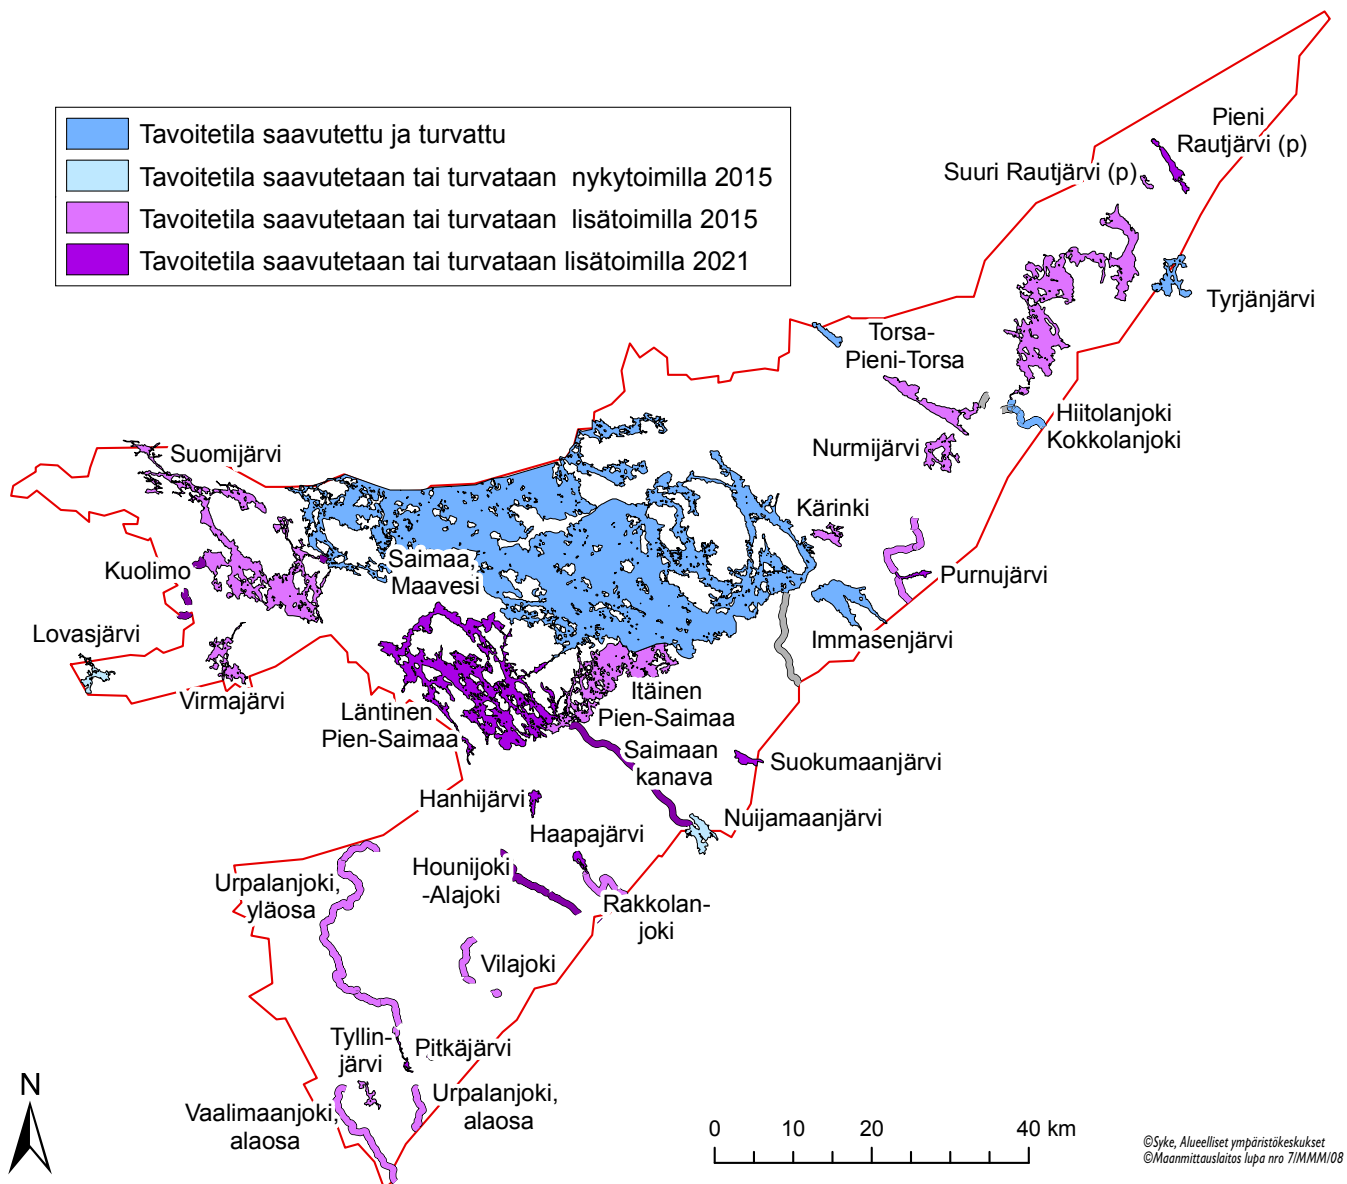 Tavoitetila saavutettu ja turvattu
Tavoitetila saavutetaan tai turvataan nykytoimilla 2015
Tavoitetila saavutetaan tai turvataan lisätoimilla 2015
Tavoitetila saavutetaan tai turvataan lisätoimilla 2021
Pieni
Rautjärvi (p)
Suuri Rautjärvi (p)
Tyrjänjärvi
Torsa-
Pieni-Torsa
Hiitolanjoki
Kokkolanjoki
Nurmijärvi
Suomijärvi
Kärinki
Saimaa,
Maavesi
Kuolimo
Purnujärvi
Lovasjärvi
Immasenjärvi
Virmajärvi
Läntinen
Pien-Saimaa
Itäinen
Pien-Saimaa
Saimaan
kanava
Suokumaanjärvi
Hanhijärvi
Nuijamaanjärvi
Haapajärvi
Hounijoki
-Alajoki
Urpalanjoki,
yläosa
Rakkolan-
joki
Vilajoki
Tyllin-
järvi
Pitkäjärvi
Urpalanjoki,
alaosa
Vaalimaanjoki,
alaosa
N
0 10 20 40 km
©Syke, Alueelliset ympäristökeskukset
©Maanmittauslaitos lupa nro 7/MMM/08